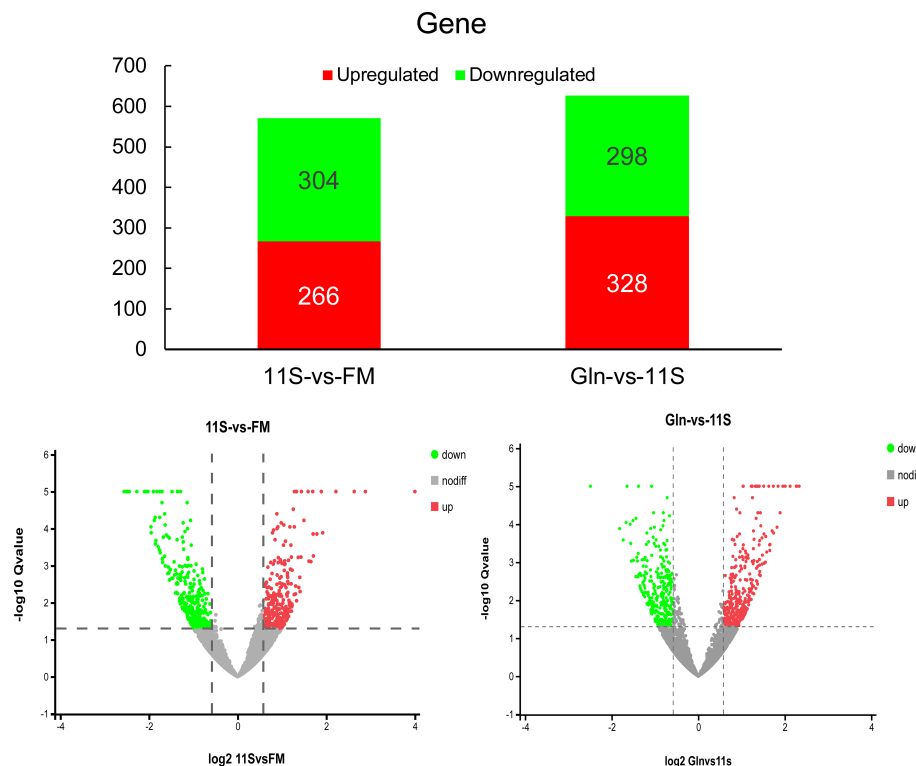 Gene
700
600
500
400
300
200
100
0
Upregulated Downregulated
304
266
298
328
11S-vs-FM
Gln-vs-11S
11S-vs-FM
6
5
4
3
2
1
0
-1
-log10 Qvalue
-4 -2 0 2 4
log2 11SvsFM
down
nodiff
up
Gln-vs-11S
6
5
4
3
2
1
0
-1
-log10 Qvalue
-4 -2 0 2 4
log2 Glnvs11s
dow
nodi
up